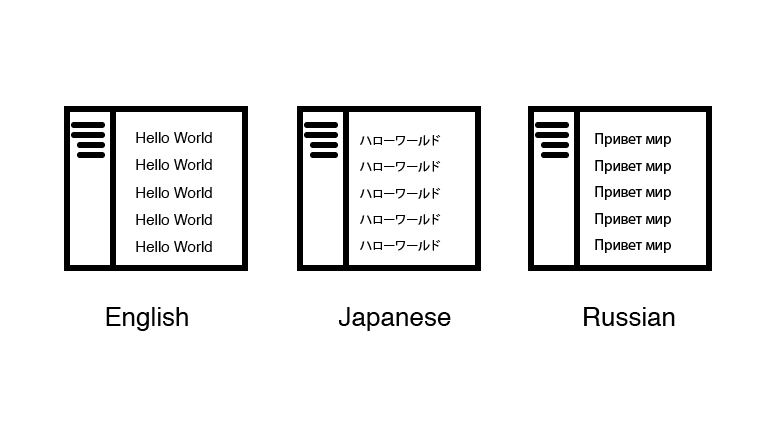 Hello World
Hello World
Hello World
Hello World
Hello World
English
ハローワールド
ハローワールド
ハローワールド
ハローワールド
ハローワールド
Japanese
Привет мир
Привет мир
Привет мир
Привет мир
Привет мир
Russian